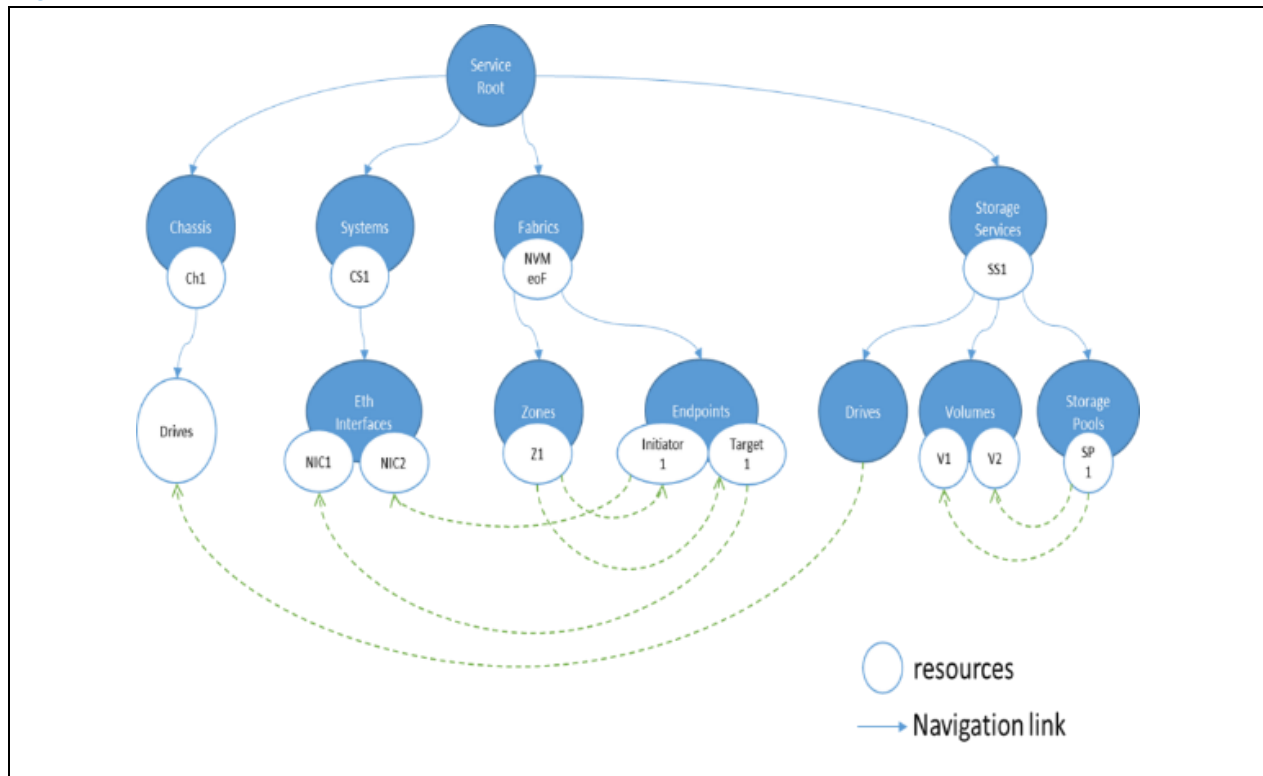 Service
Root
Chassis
Systems
Fabrics
Storage
Services
Ch1
CS1
NVM
eoF
SS1
Drives
Eth
Interfaces
NIC1
NIC2
Zones
Z1
Endpoints
Initiator
1
Target
1
Drives
Volumes
V1
V2
Storage
Pools
SP
1
resources
Navigation link